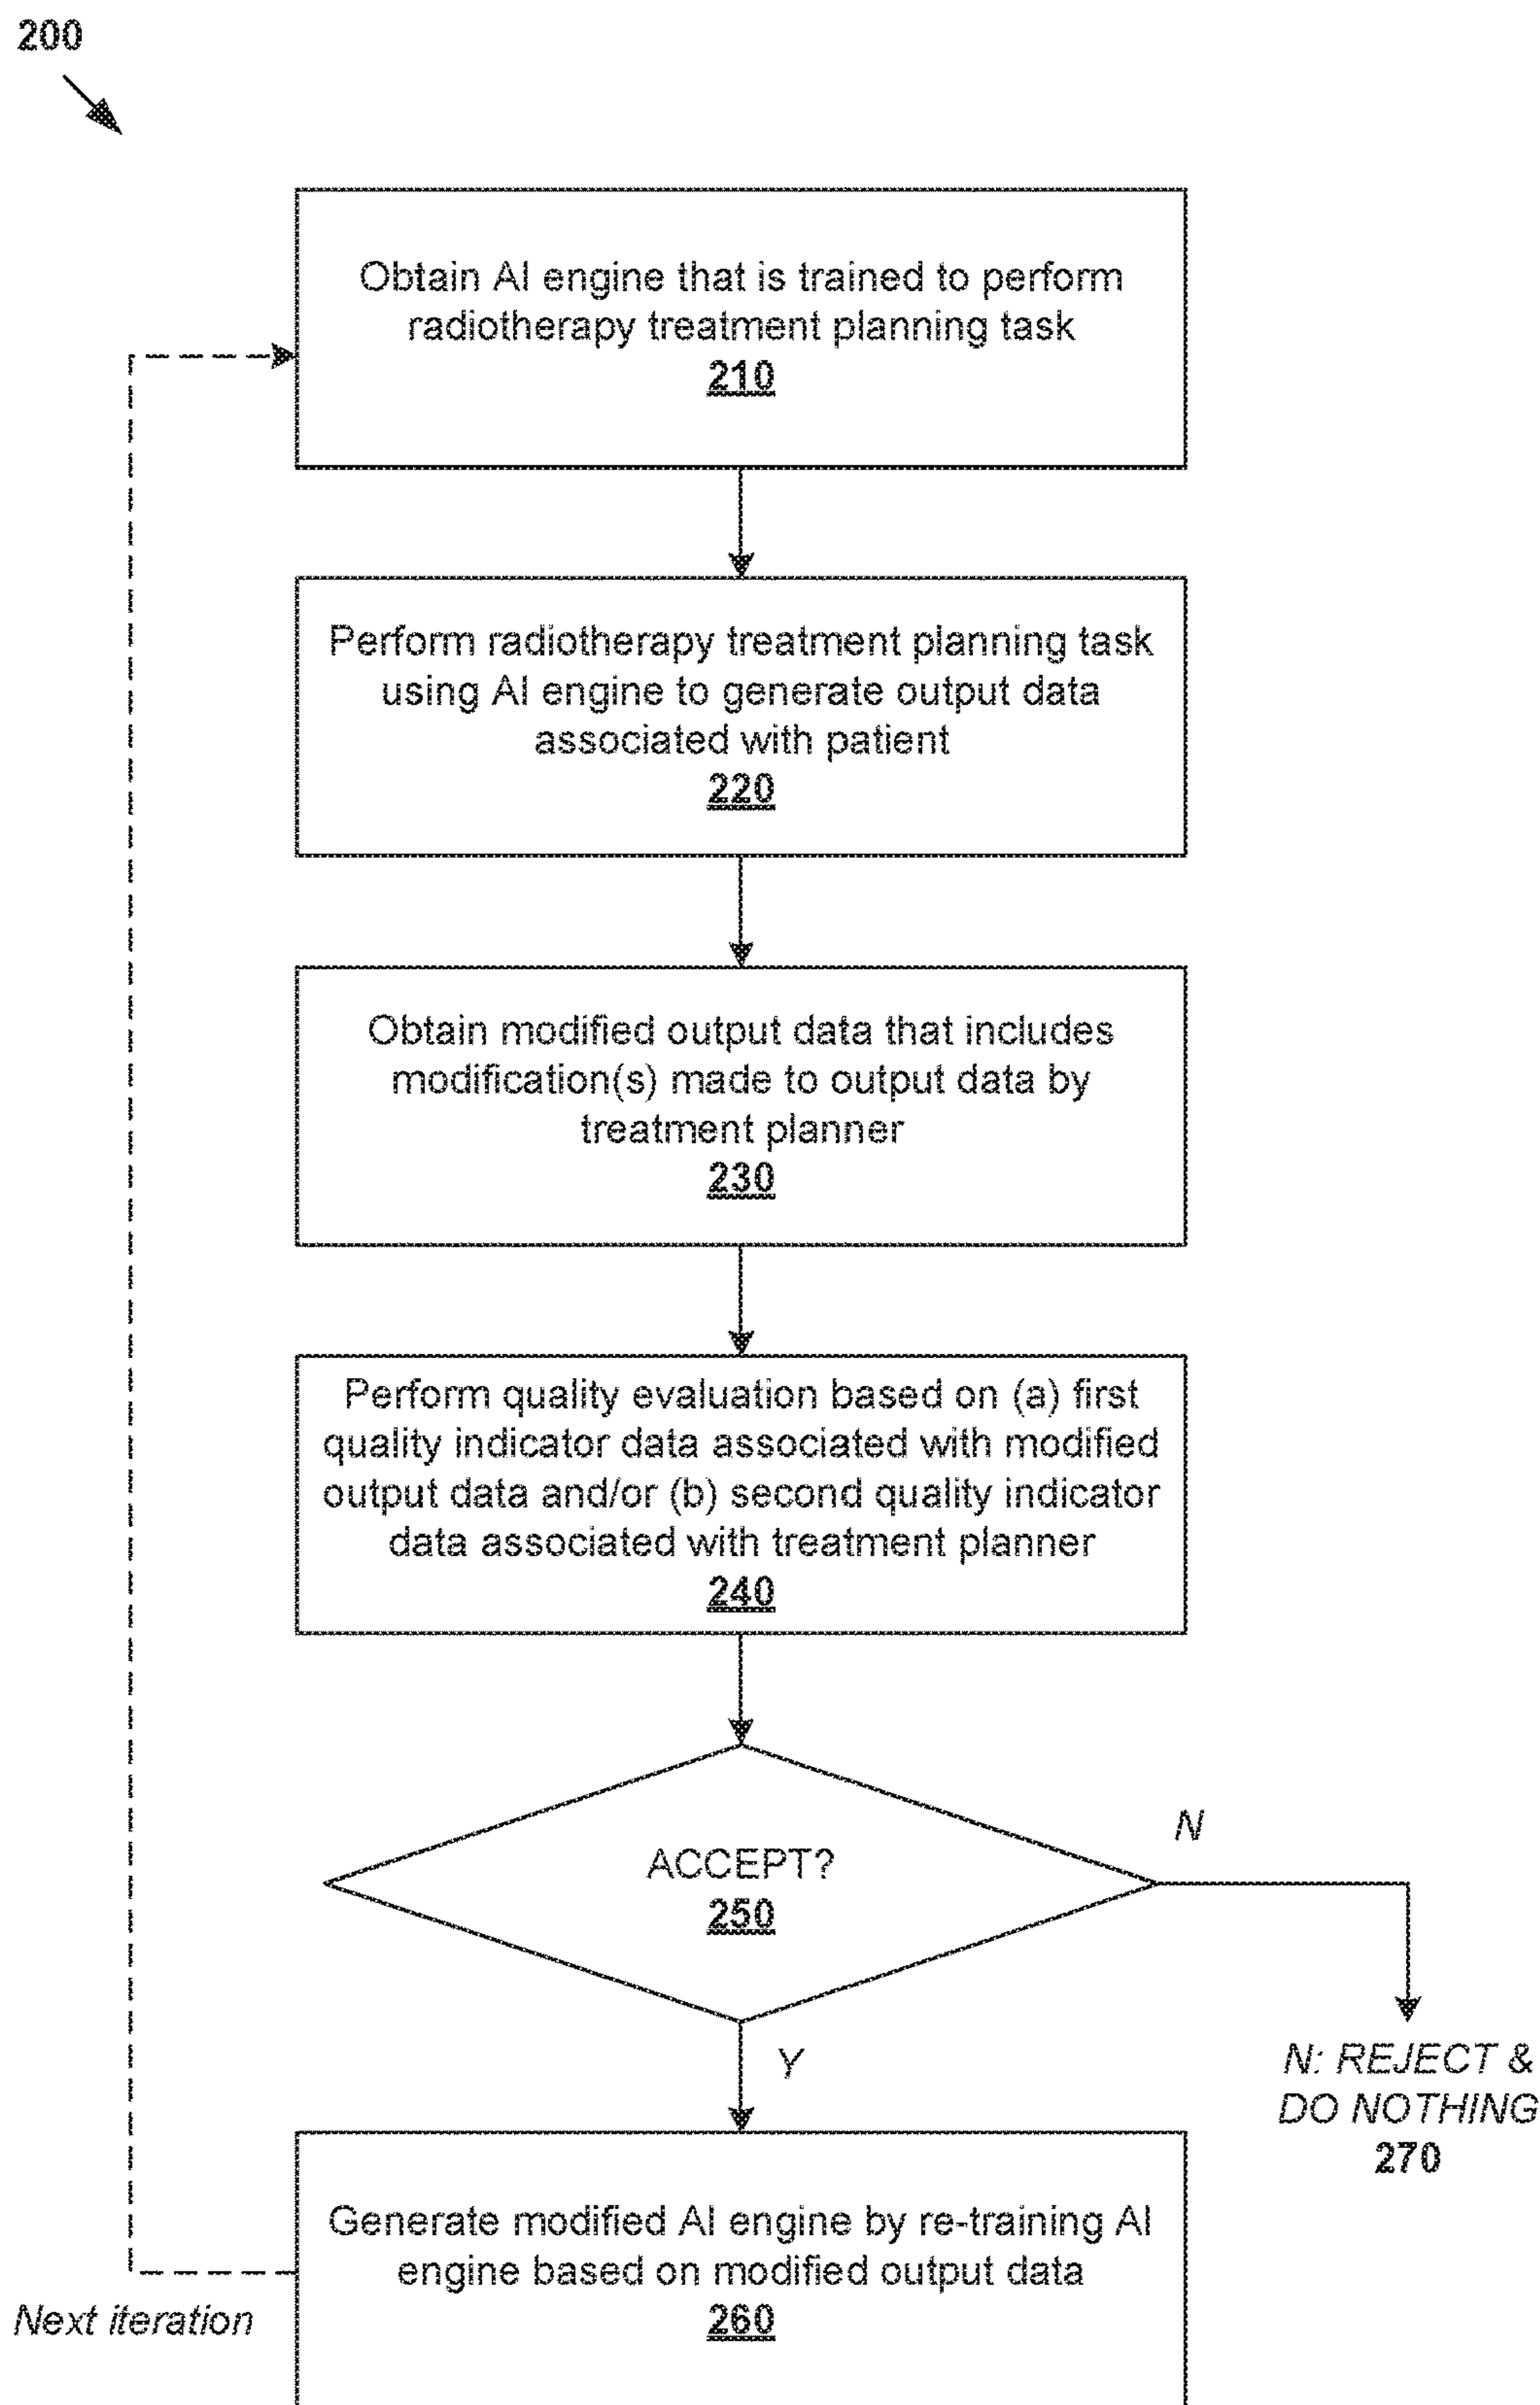 200
Obtain AI engine that is trained to perform
radiotherapy treatment planning task
210
Perform radiotherapy treatment planning task
using AI engine to generate output data
associated with patient
220
Obtain modified output data that includes
modification(s) made to output data by
treatment planner
230
Perform quality evaluation based on (a) first
quality indicator data associated with modified
output data and/or (b) second quality indicator
data associated with treatment planner
240
ACCEPT?
250
N
Y
N: REJECT &
DO NOTHING
270
Generate modified AI engine by re-training AI
engine based on modified output data
260
Next iteration